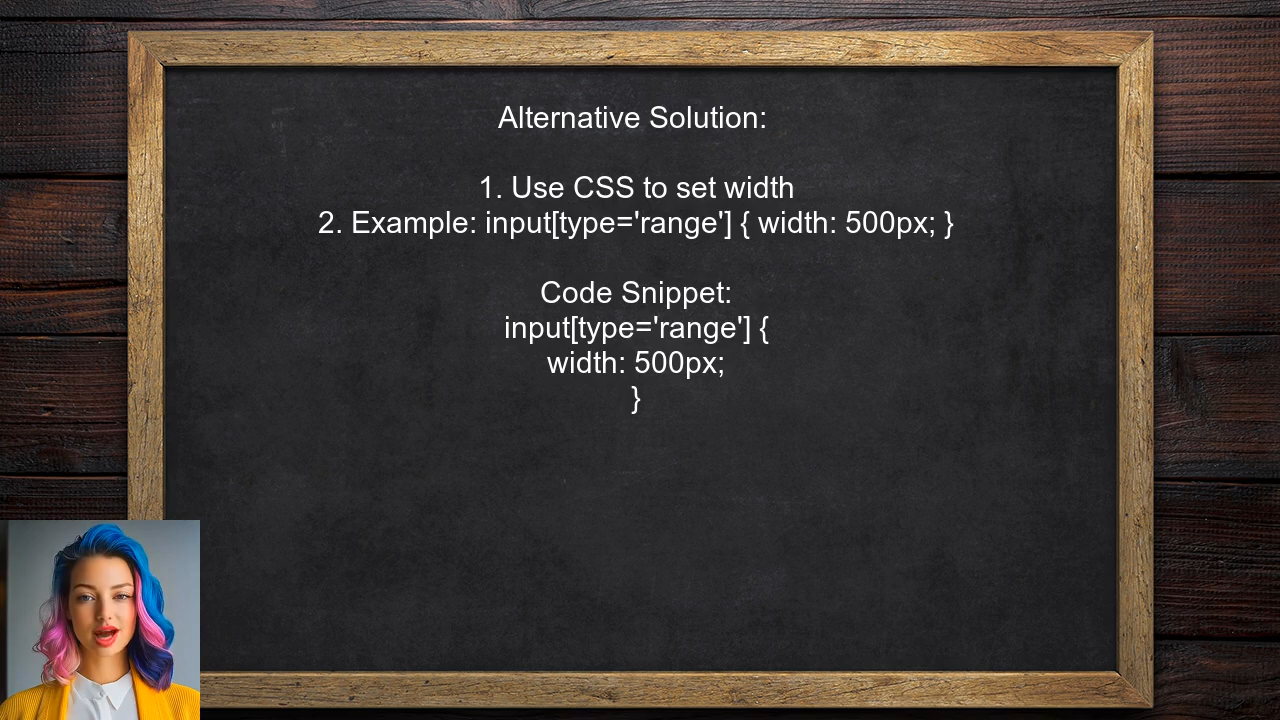 Alternative Solution:
1. Use CSS to set width
2. Example: input[type='range'] { width: 500px; }
Code Snippet:
input[type='range'] {
width: 500px;
}